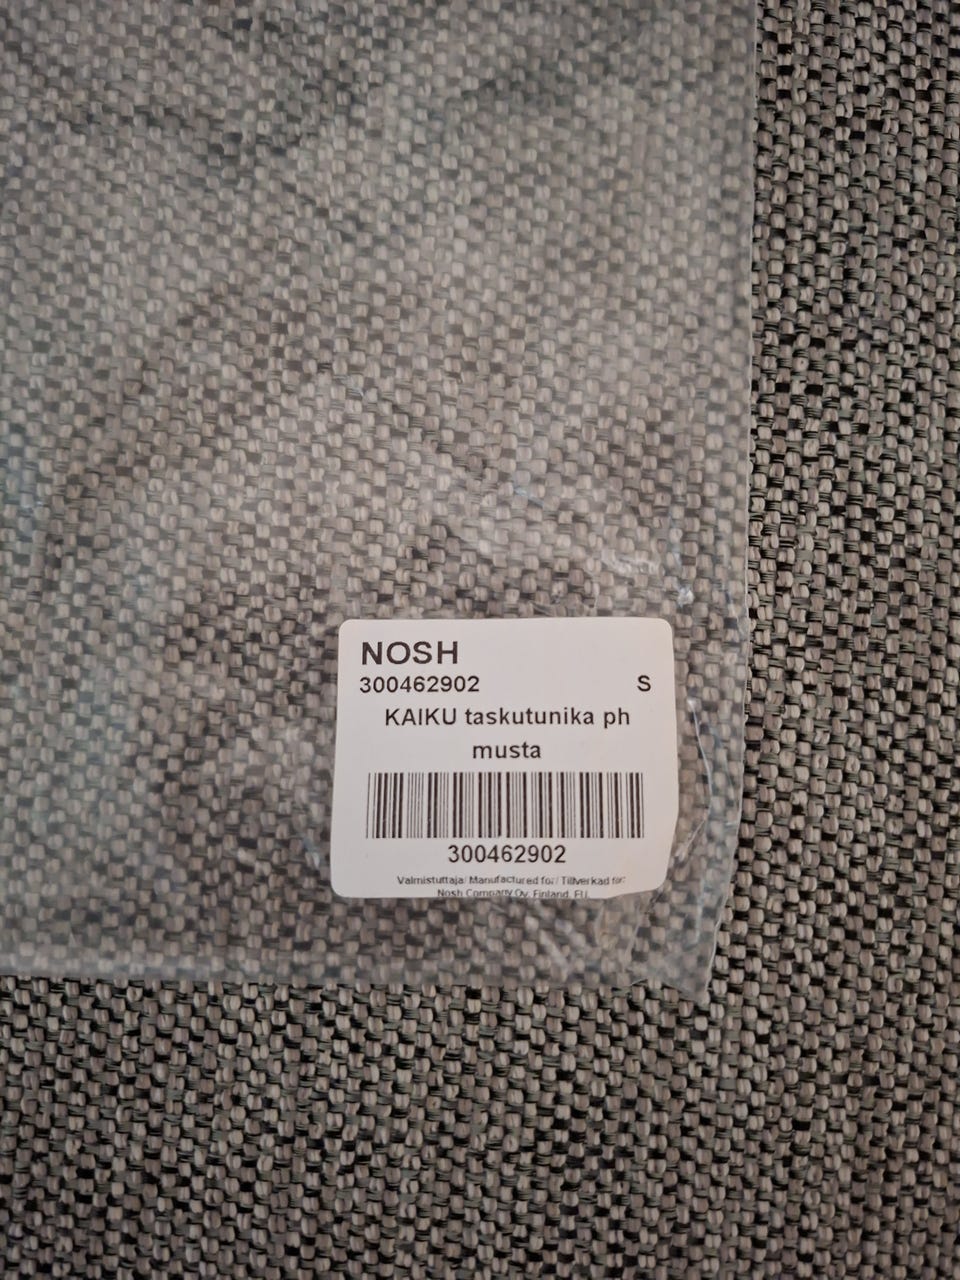 NOSH
300462902 S
KAIKU taskutunika ph
musta
300462902
Valmistuttaja/ Manufactured for/ Tillverkad för:
Nosh Company Oy, Finland, EU